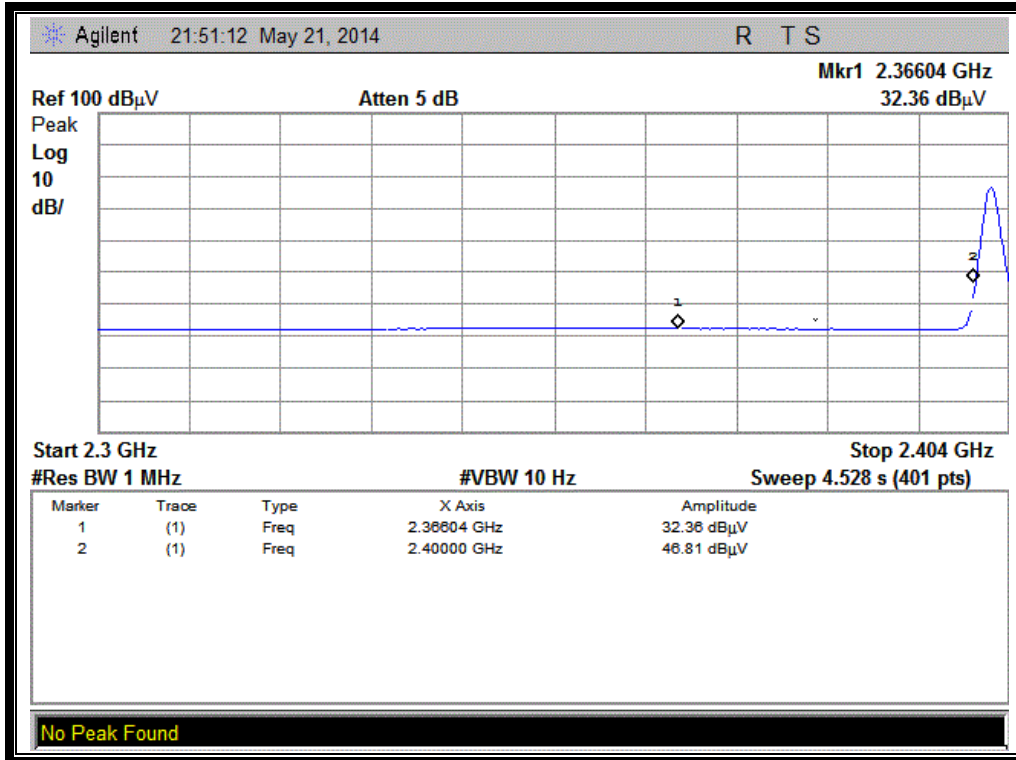 Agilent 21:51:12 May 21, 2014 R T S
Mkr1 2.36604 GHz
Ref 100 dBµV Atten 5 dB 32.36 dBµV
Peak
Log
10
dB/
2
1
Start 2.3 GHz Stop 2.404 GHz
#Res BW 1 MHz #VBW 10 Hz Sweep 4.528 s (401 pts)
Marker Trace Type X Axis Amplitude
1 (1) Freq 2.36604 GHz 32.36 dBµV
2 (1) Freq 2.40000 GHz 46.81 dBµV
No Peak Found